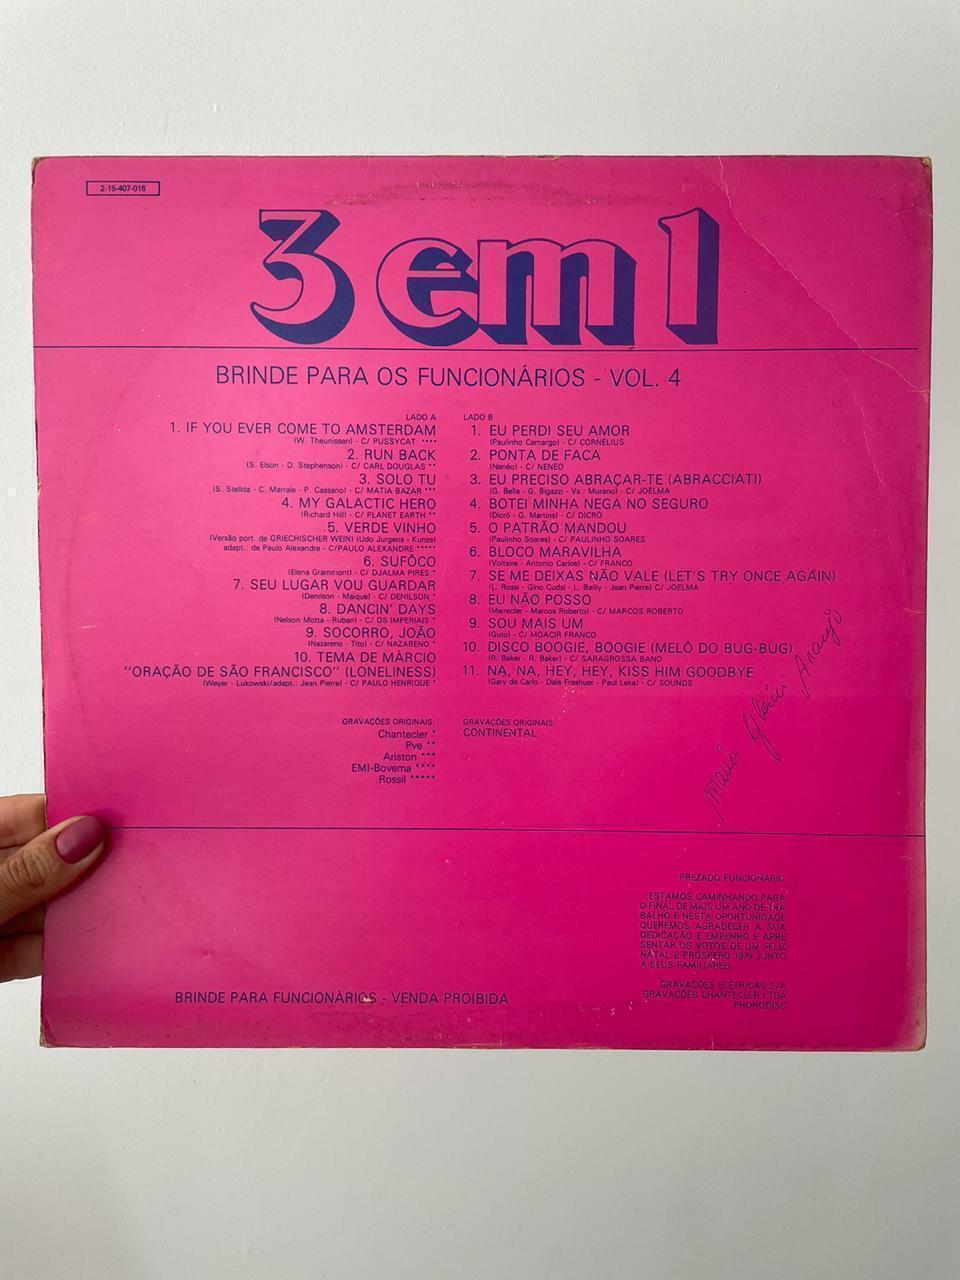 2-15-407-016
3 em 1
BRINDE PARA OS FUNCIONÁRIOS - VOL. 4
LADO A
1. IF YOU EVER COME TO AMSTERDAM
(W. Theunissen) - C/ PUSSYCAT ****
2. RUN BACK
(S. Elson - D. Stephenson) - C/ CARL DOUGLAS **
3. SOLO TU
(S. Stellita - C. Marrale - P. Cassano) - C/ MATIA BAZAR ***
4. MY GALACTIC HERO
(Richard Hill) - C/ PLANET EARTH **
5. VERDE VINHO
(Versão port. de GRIECHISCHER WEIN) (Udo Jurgens - Kunze)
adapt.: de Paulo Alexandre - C/PAULO ALEXANDRE *****
6. SUFÔCO
(Elena Grammont) - C/ DJALMA PIRES *
7. SEU LUGAR VOU GUARDAR
(Denilson - Maique) - C/ DENILSON *
8. DANCIN' DAYS
(Nelson Motta - Ruban) - C/ OS IMPERIAIS *
9. SOCORRO, JOÃO
(Nazareno - Tito) - C/ NAZARENO *
10. TEMA DE MÁRCIO
"ORAÇÃO DE SÃO FRANCISCO" (LONELINESS)
(Weyer - Lukowski/adapt.: Jean Pierre) - C/ PAULO HENRIQUE *
GRAVAÇÕES ORIGINAIS:
Chantecler *
Pye **
Ariston ***
EMI-Bovema ****
Rossil *****
LADO B
1. EU PERDI SEU AMOR
(Paulinho Camargo) - C/ CORNÉLIUS
2. PONTA DE FACA
(Nenéo) - C/ NENÉO
3. EU PRECISO ABRAÇAR-TE (ABRACCIATI)
(G. Bella - G. Bigazzi - Vs.: Murano) - C/ JOELMA
4. BOTEI MINHA NEGA NO SEGURO
(Dicró - G. Martins) - C/ DICRÓ
5. O PATRÃO MANDOU
(Paulinho Soares) - C/ PAULINHO SOARES
6. BLOCO MARAVILHA
(Voltaire - Antonio Carlos) - C/ FRANCO
7. SE ME DEIXAS NÃO VALE (LET'S TRY ONCE AGAIN)
(L. Rossi - Gino Cudsi - L. Bailly - Jean Pierre) C/ JOELMA
8. EU NÃO POSSO
(Meirecler - Marcos Roberto) - C/ MARCOS ROBERTO
9. SOU MAIS UM
(Guto) - C/ MOACIR FRANCO
10. DISCO BOOGIE, BOOGIE (MELÔ DO BUG-BUG)
(R. Baker - R. Baker) - C/ SARAGROSSA BAND
11. NA, NA, HEY, HEY, KISS HIM GOODBYE
(Gary de Carlo - Dale Frashuer - Paul Leka) - C/ SOUNDS
GRAVAÇÕES ORIGINAIS:
CONTINENTAL
Araujo
PREZADO FUNCIONÁRIO
ESTAMOS CAMINHANDO PARA
O FINAL DE MAIS UM ANO DE TRA
BALHO E NESTA OPORTUNIDADE
QUEREMOS AGRADECER A SUA
DEDICAÇÃO E EMPENHO E APRE
SENTAR OS VOTOS DE UM FELIZ
NATAL E PRÓSPERO 1979 JUNTO
A SEUS FAMILIARES.
GRAVAÇÕES ELÉTRICAS S/A
GRAVAÇÕES CHANTECLER LTDA
PHONODISC
BRINDE PARA FUNCIONÁRIOS - VENDA PROIBIDA